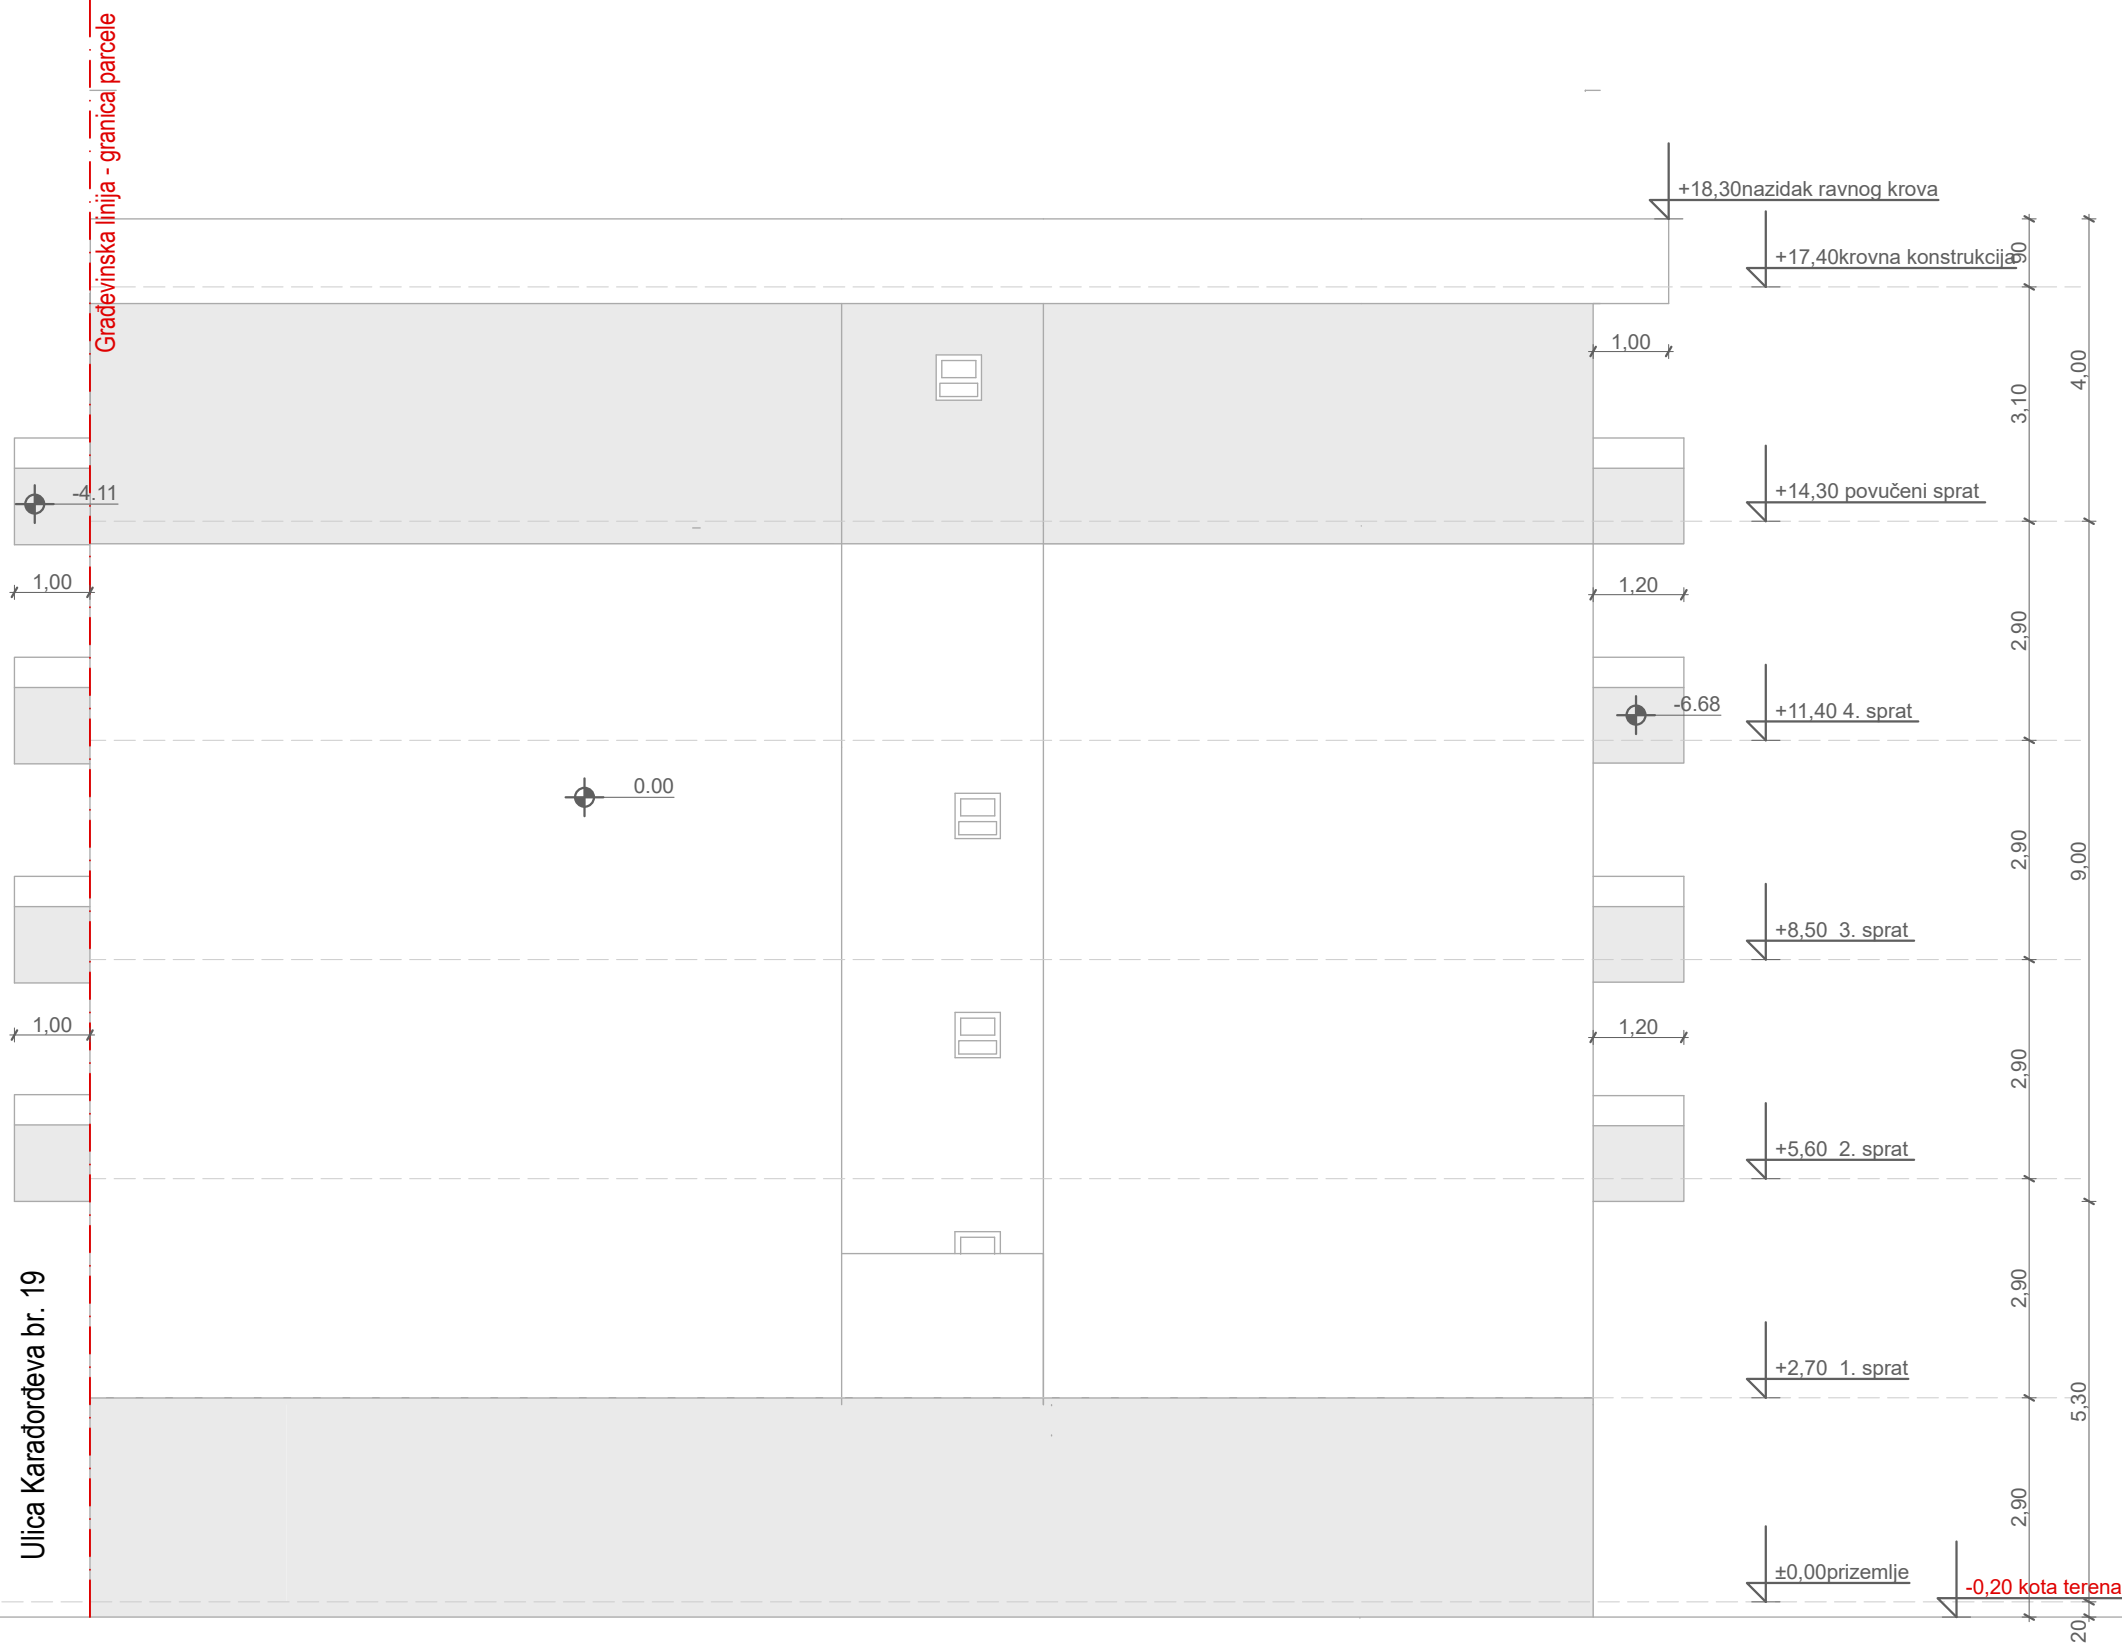 Građevinska linija - granica parcele
+18,30nazidak ravnog krova
+17,40krovna konstrukcija
90
1,00
4,00
3,10
-4.11
+14,30 povučeni sprat
1,00
1,20
2,90
-6.68
+11,40 4. sprat
0.00
2,90
9,00
+8,50 3. sprat
1,00
1,20
2,90
+5,60 2. sprat
2,90
+2,70 1. sprat
5,30
Ulica Karađorđeva br. 19
2,90
±0,00prizemlje
-0,20 kota terena
20